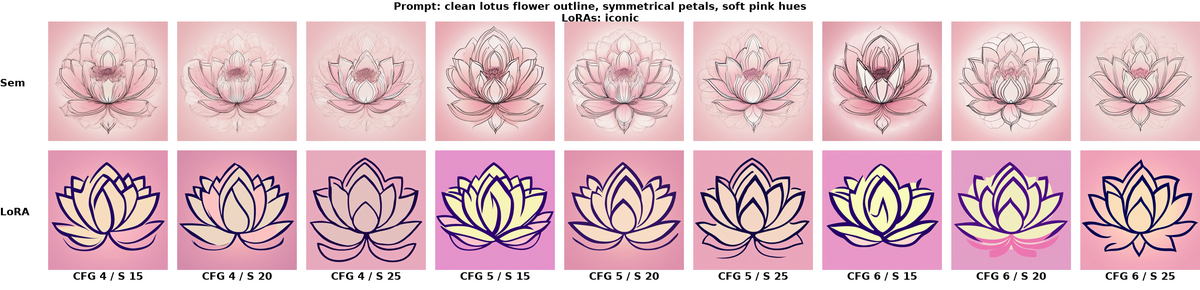 Prompt: clean lotus flower outline, symmetrical petals, soft pink hues
LoRAs: iconic
Sem
LoRA
CFG 4 / S 15 CFG 4 / S 20 CFG 4 / S 25 CFG 5 / S 15 CFG 5 / S 20 CFG 5 / S 25 CFG 6 / S 15 CFG 6 / S 20 CFG 6 / S 25